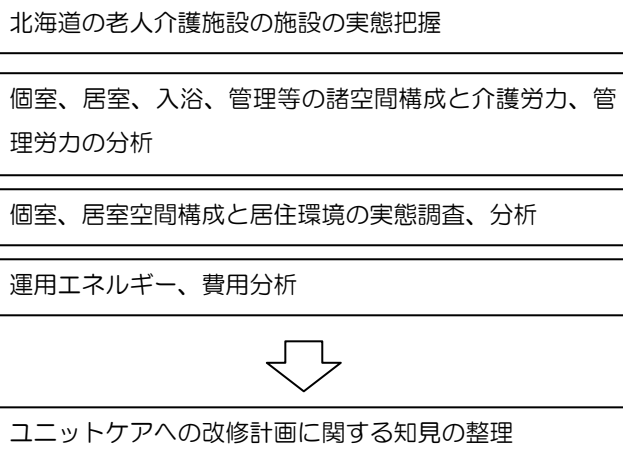 北海道の老人介護施設の施設の実態把握
個室、居室、入浴、管理等の諸空間構成と介護労力、管
理労力の分析
個室、居室空間構成と居住環境の実態調査、分析
運用エネルギー、費用分析
ユニットケアへの改修計画に関する知見の整理